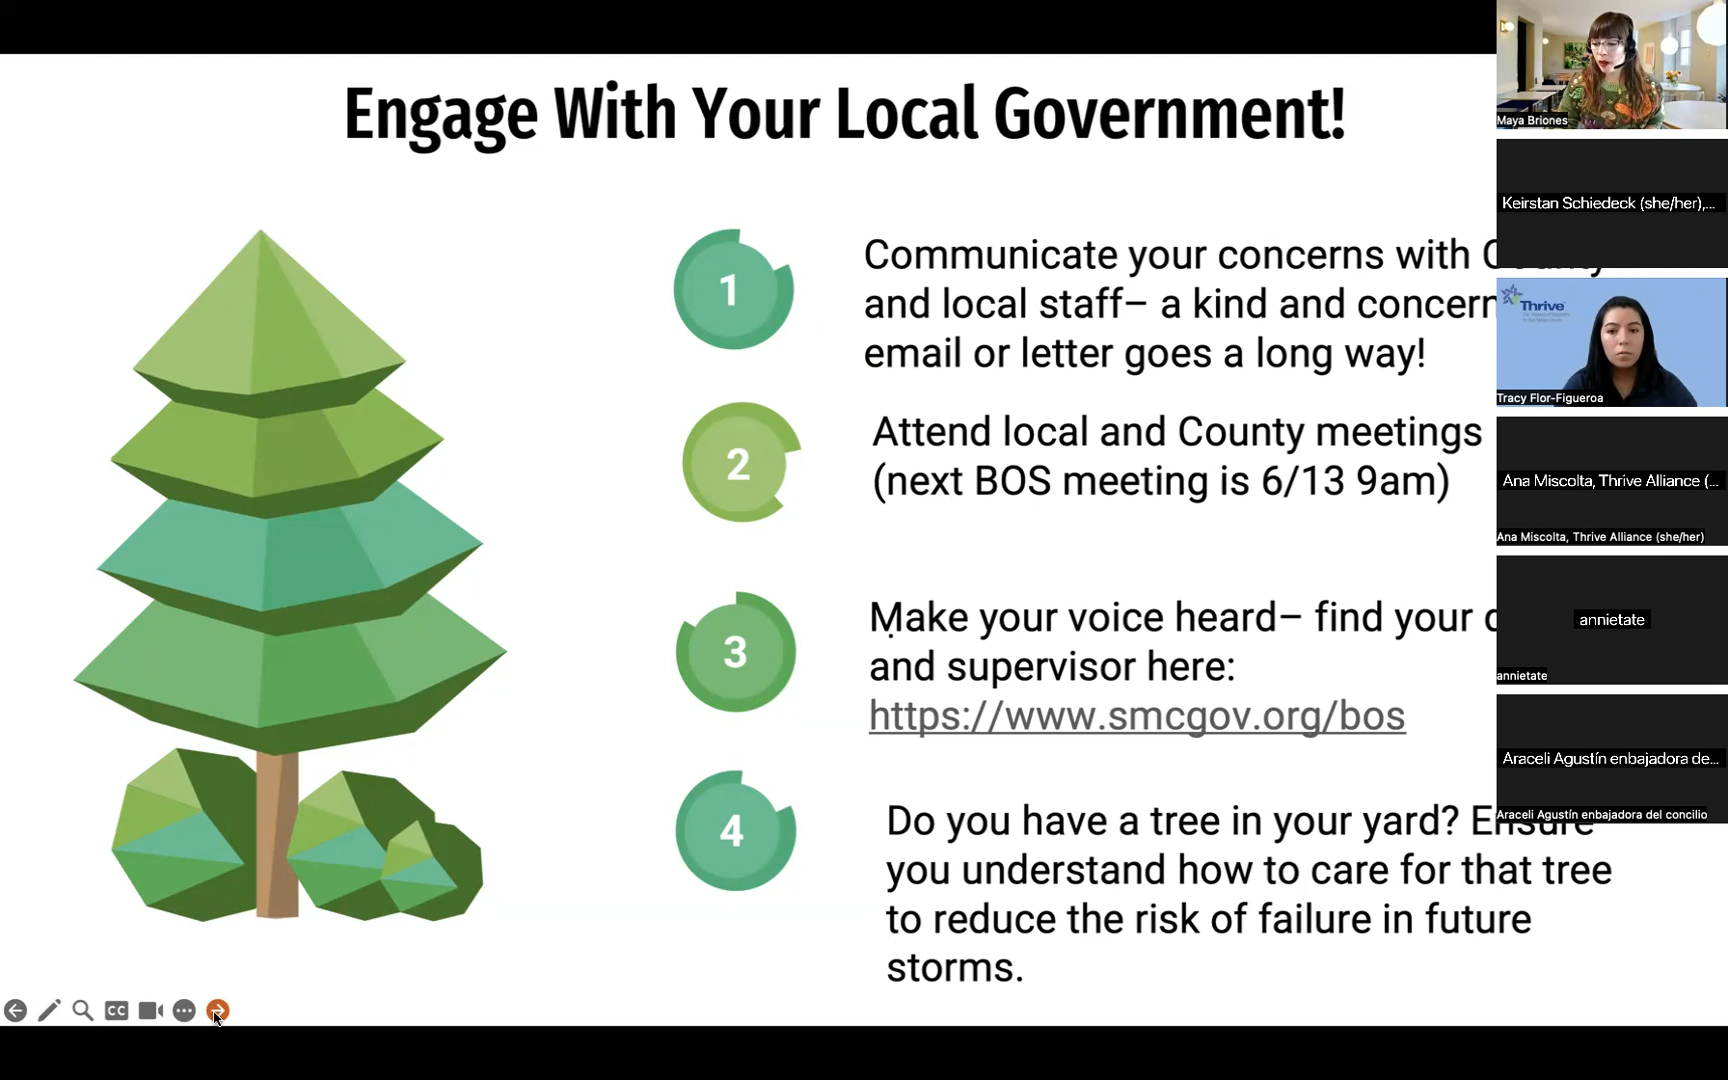 Engage With Your Local Government!
1
Communicate your concerns with County
and local staff– a kind and concern
email or letter goes a long way!
2
Attend local and County meetings
(next BOS meeting is 6/13 9am)
3
Make your voice heard– find your
and supervisor here:
https://www.smcgov.org/bos
4
Do you have a tree in your yard? Ensure
you understand how to care for that tree
to reduce the risk of failure in future
storms.
CC
Maya Briones
Keirstan Schiedeck (she/her),...
Thrive
Tracy Flor-Figueroa
Ana Miscolta, Thrive Alliance (...
Ana Miscolta, Thrive Alliance (she/her)
annietate
annietate
Araceli Agustín enbajadora de...
Araceli Agustín enbajadora del concilio